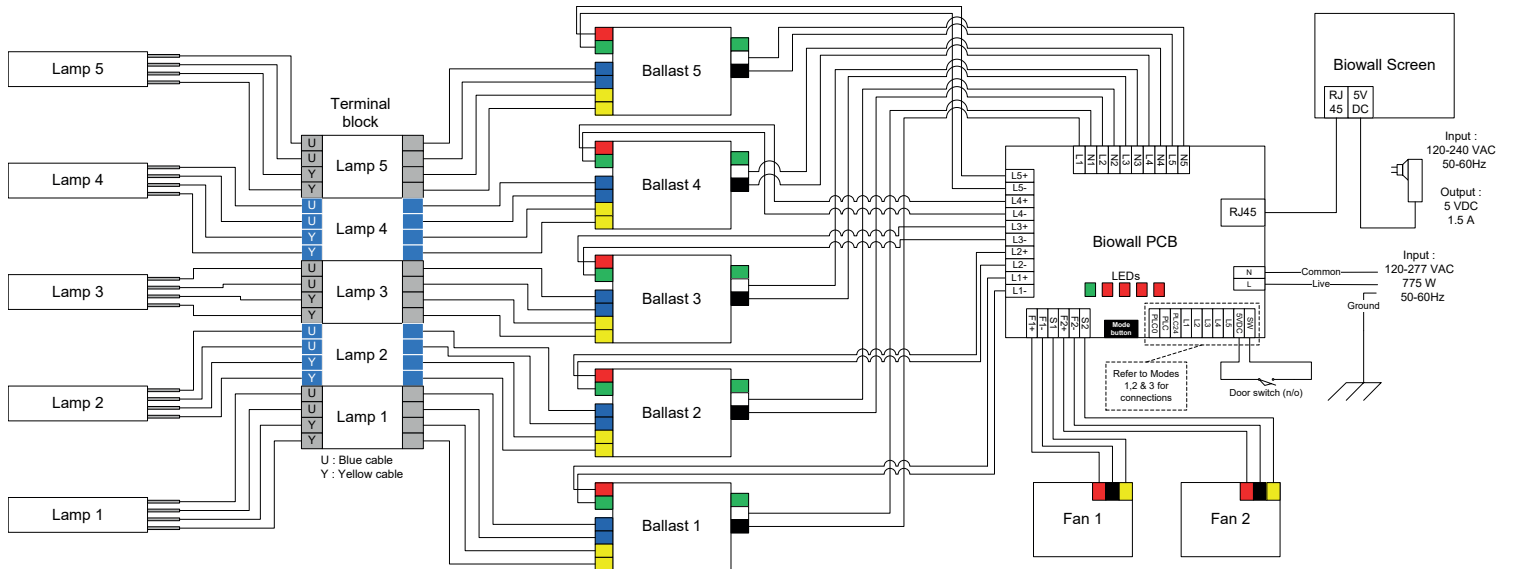 Lamp 5
Lamp 4
Lamp 3
Lamp 2
Lamp 1
Terminal
block
U
U
Y
Y
Lamp 5
U
U
Y
Y
Lamp 4
U
U
Y
Y
Lamp 3
U
U
Y
Y
Lamp 2
U
U
Y
Y
Lamp 1
U : Blue cable
Y : Yellow cable
Ballast 5
Ballast 4
Ballast 3
Ballast 2
Ballast 1
L1
N1
L2
N2
L3
N3
L4
N4
L5
N5
L5+
L5-
L4+
L4-
L3+
L3-
L2+
L2-
L1+
L1-
Biowall PCB
RJ45
N
L
LEDs
F1+
F1-
S1
F2+
F2-
S2
Mode
button
PLC0
PLC
PLC24
L1
L2
L3
L4
L5
5VDC
SW
Refer to Modes
1,2 & 3 for
connections
Door switch (n/o)
Fan 1
Fan 2
Biowall Screen
RJ
45
5V
DC
Input :
120-240 VAC
50-60Hz
Output :
5 VDC
1.5 A
Common
Live
Ground
Input :
120-277 VAC
775 W
50-60Hz